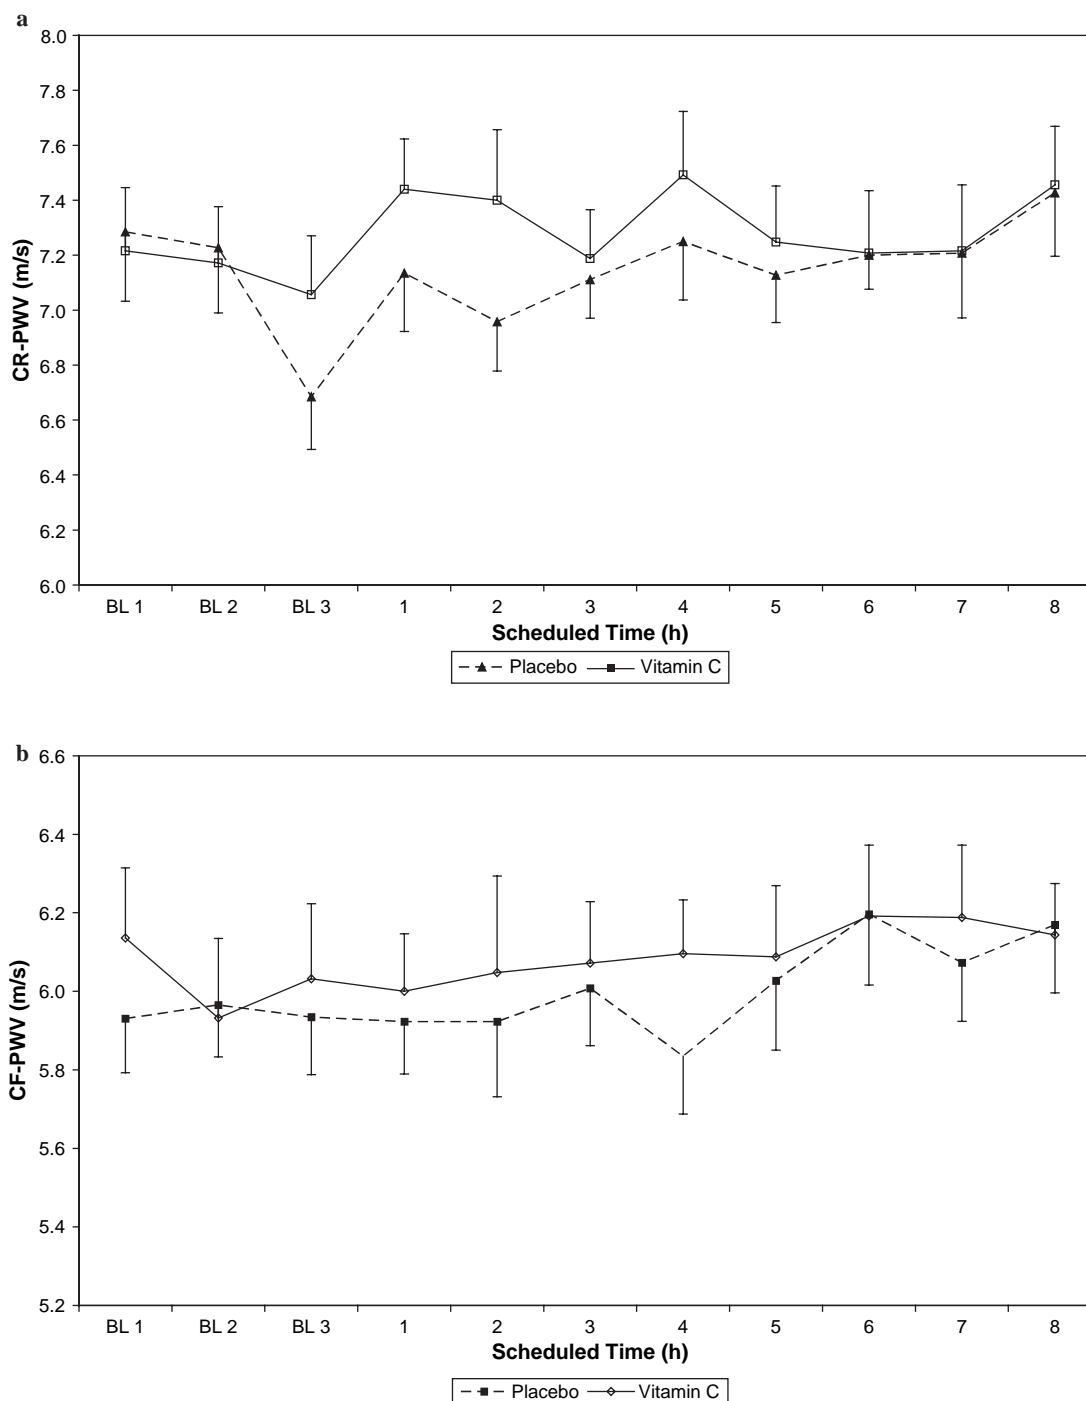 a
8.0
7.8
7.6
7.4
7.2
7.0
6.8
6.6
6.4
6.2
6.0
CR-PWV (m/s)
BL 1 BL 2 BL 3 1 2 3 4 5 6 7 8
Scheduled Time (h)
Placebo Vitamin C
b
6.6
6.4
6.2
6.0
5.8
5.6
5.4
5.2
CF-PWV (m/s)
BL 1 BL 2 BL 3 1 2 3 4 5 6 7 8
Scheduled Time (h)
Placebo Vitamin C